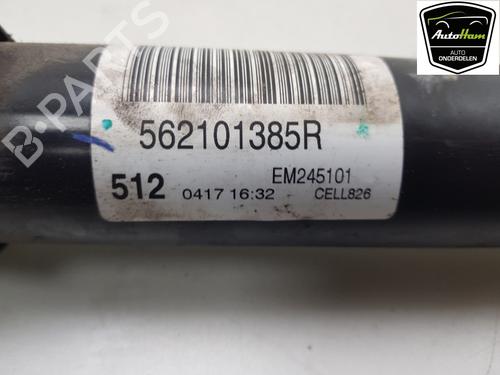 AutoHam
AUTO
ONDERDELEN
B-PARTS
562101385R
512 0417 16:32
EM245101
CELL826